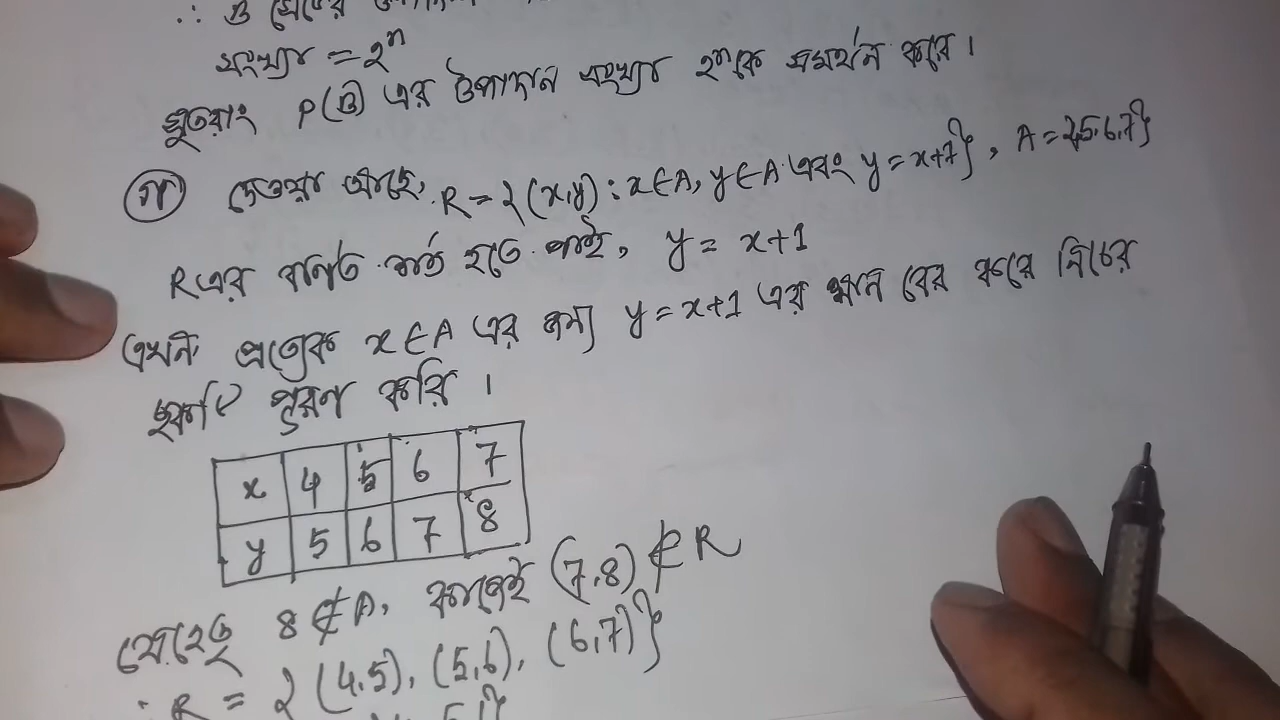 ∴ B সেটের
সংখ্যা = 2ⁿ
সুতরাং P(B) এর উপাদান সংখ্যা 2ⁿকে সমর্থন করে।
গ দেওয়া আছে, R = {(x,y) : x∈A, y∈A এবং y = x+1}, A = {4,5,6,7}
R এর বর্ণিত শর্ত হতে পাই, y = x+1
এখন প্রত্যেক x∈A এর জন্য y = x+1 এর মান বের করে নিচের
ছকটি পূরণ করি।
x 4 5 6 7
y 5 6 7 8
যেহেতু 8∉A, কাজেই (7,8) ∉ R
∴ R = {(4,5), (5,6), (6,7)}